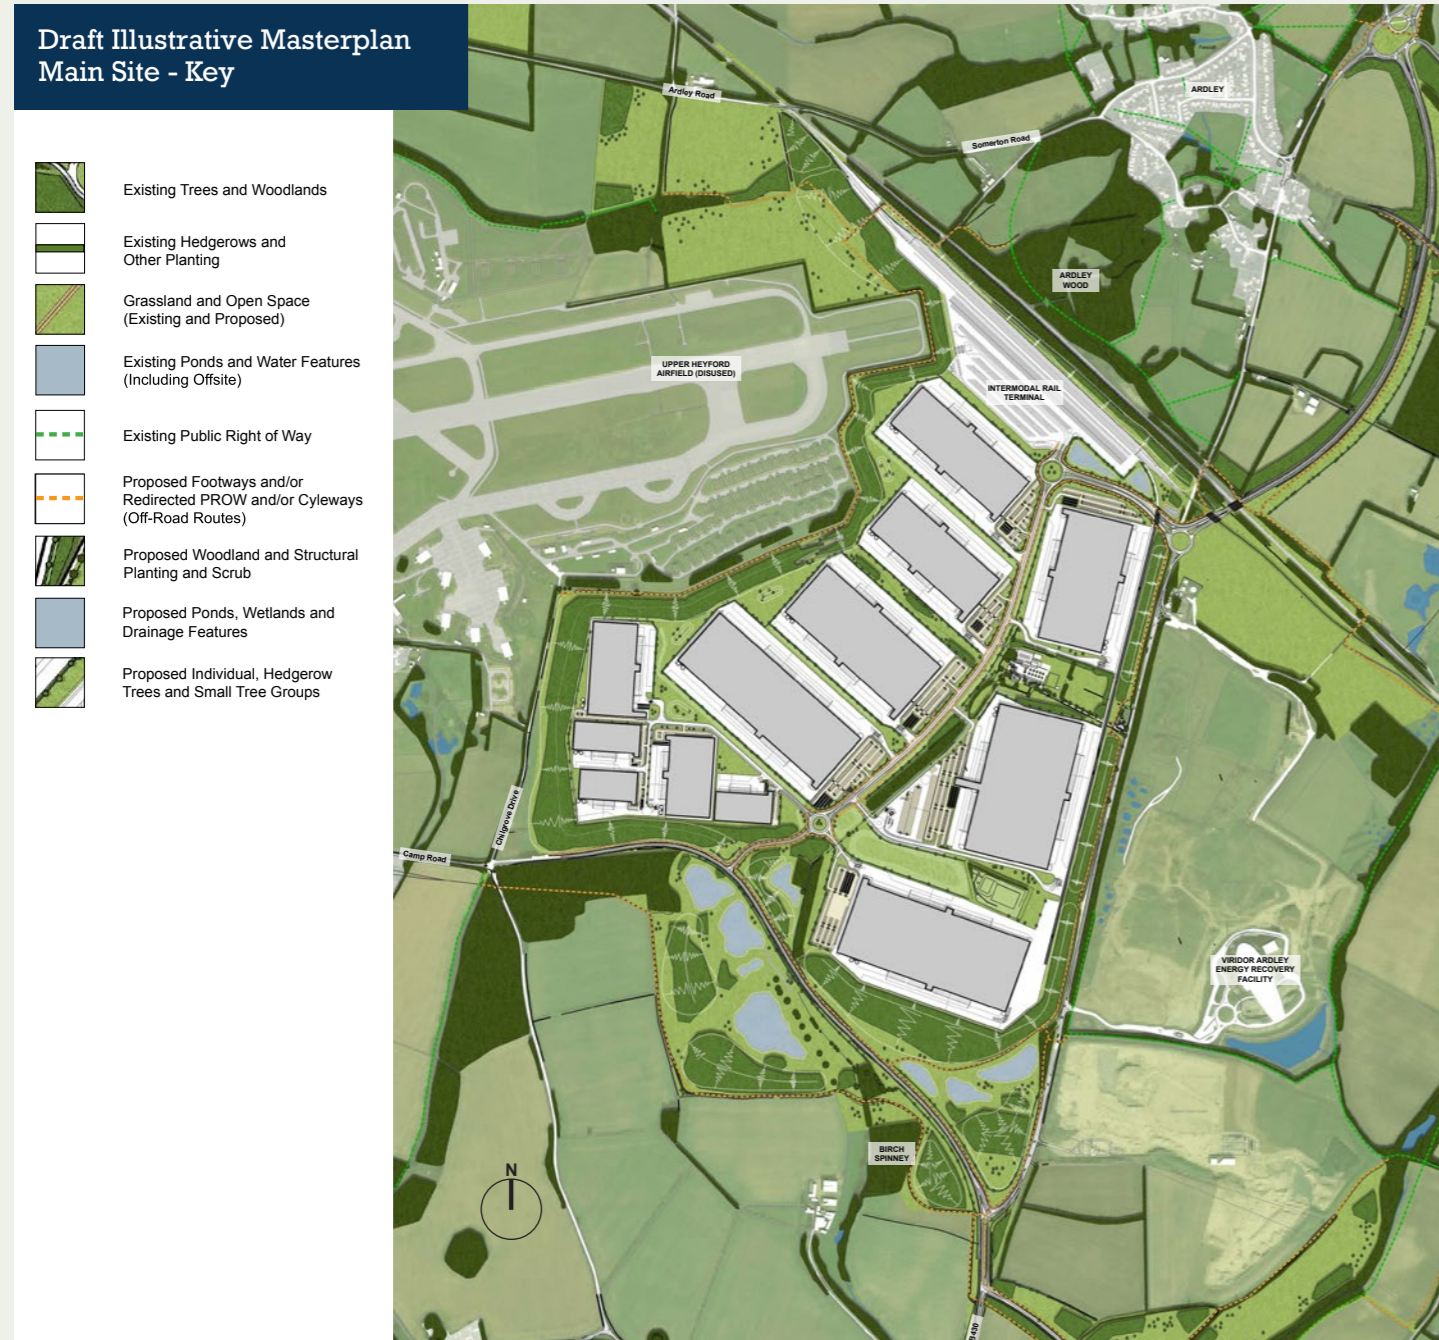 Draft Illustrative Masterplan
Main Site - Key
Existing Trees and Woodlands
Existing Hedgerows and
Other Planting
Grassland and Open Space
(Existing and Proposed)
Existing Ponds and Water Features
(Including Offsite)
Existing Public Right of Way
Proposed Footways and/or
Redirected PROW and/or Cyleways
(Off-Road Routes)
Proposed Woodland and Structural
Planting and Scrub
Proposed Ponds, Wetlands and
Drainage Features
Proposed Individual, Hedgerow
Trees and Small Tree Groups
Ardley Road
ARDLEY
Somerton Road
ARDLEY
WOOD
UPPER HEYFORD
AIRFIELD (DISUSED)
INTERMODAL RAIL
TERMINAL
Chilgrove Drive
Camp Road
VIRIDOR ARDLEY
ENERGY RECOVERY
FACILITY
BIRCH
SPINNEY
N
B430